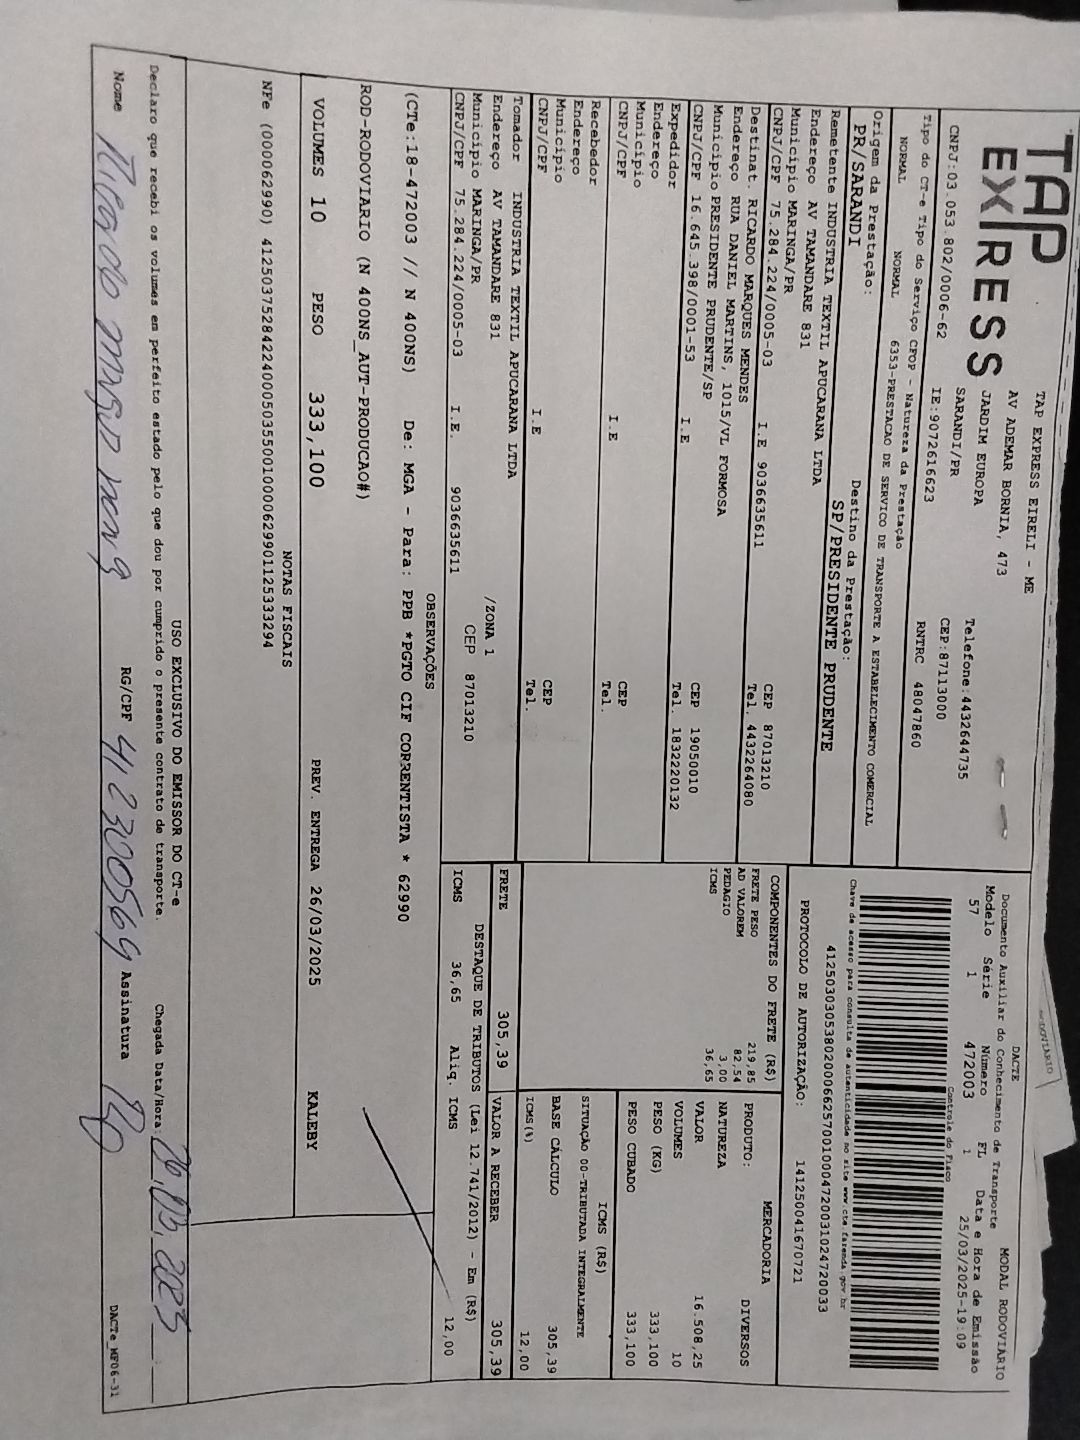 TAP EXPRESS
TAP EXPRESS EIRELI - ME
AV ADEMAR BORNIA, 473
JARDIM EUROPA
SARANDI/PR
Telefone:4432644735
CEP:87113000
CNPJ:03.053.802/0006-62
IE:9072616623
RNTRC 48047860
DACTE
MODAL RODOVIARIO
Documento Auxiliar do Conhecimento de Transporte
Modelo Série Número FL Data e Hora de Emissão
57 1 472003 1 25/03/2025-19:09
Controle do Fisco
Tipo do CT-e Tipo do Serviço CFOP - Natureza da Prestação
NORMAL NORMAL 6353-PRESTACAO DE SERVICO DE TRANSPORTE A ESTABELECIMENTO COMERCIAL
Chave de acesso para consulta de autenticidade no site www.cte.fazenda.gov.br
41250303053802000662570010004720031024720033
Origem da Prestação: Destino da Prestação:
PR/SARANDI SP/PRESIDENTE PRUDENTE
PROTOCOLO DE AUTORIZAÇÃO: 141250041670721
Remetente INDUSTRIA TEXTIL APUCARANA LTDA
Endereço AV TAMANDARE 831
Município MARINGA/PR CEP 87013210
CNPJ/CPF 75.284.224/0005-03 I.E 9036635611 Tel. 4432264080
Destinat. RICARDO MARQUES MENDES
Endereço RUA DANIEL MARTINS, 1015/VL FORMOSA
Município PRESIDENTE PRUDENTE/SP CEP 19050010
CNPJ/CPF 16.645.398/0001-53 I.E Tel. 1832220132
Expedidor
Endereço
Município CEP
CNPJ/CPF I.E Tel.
Recebedor
Endereço
Município CEP
CNPJ/CPF I.E Tel.
Tomador INDUSTRIA TEXTIL APUCARANA LTDA
Endereço AV TAMANDARE 831 /ZONA 1
Município MARINGA/PR CEP 87013210
CNPJ/CPF 75.284.224/0005-03 I.E. 9036635611
COMPONENTES DO FRETE (R$)
FRETE PESO 219,85
AD VALOREM 82,54
PEDAGIO 3,00
ICMS 36,65
MERCADORIA
PRODUTO: DIVERSOS
NATUREZA
VALOR 16.508,25
VOLUMES 10
PESO (KG) 333,100
PESO CUBADO 333,100
ICMS (R$)
SITUAÇÃO 00-TRIBUTADA INTEGRALMENTE
BASE CÁLCULO 305,39
ICMS(%) 12,00
FRETE 305,39 VALOR A RECEBER 305,39
DESTAQUE DE TRIBUTOS (Lei 12.741/2012) - Em (R$)
ICMS 36,65 Aliq. ICMS 12,00
OBSERVAÇÕES
(CTe:18-472003 // N 400NS) De: MGA - Para: PPB *PGTO CIF CORRENTISTA * 62990
ROD-RODOVIARIO (N 400NS_AUT-PRODUCAO#)
VOLUMES 10 PESO 333,100 PREV. ENTREGA 26/03/2025 KALEBY
NOTAS FISCAIS
NFe (000062990) 41250375284224000503550010000629901125333294
USO EXCLUSIVO DO EMISSOR DO CT-e
Declaro que recebi os volumes em perfeito estado pelo que dou por cumprido o presente contrato de transporte. Chegada Data/Hora:
Nome Ricardo RG/CPF 412300569 Assinatura
DACTe_MF06-31
RODOVIARIO